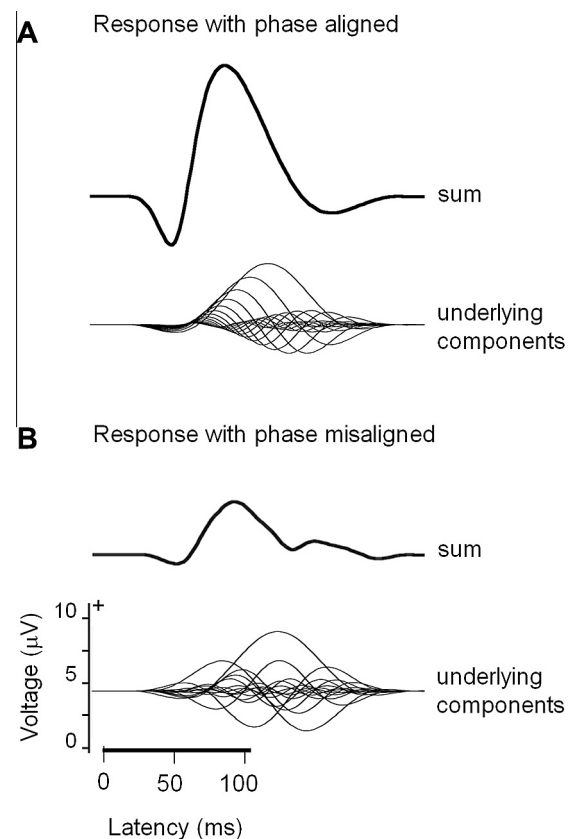 A
Response with phase aligned
sum
underlying
components
B
Response with phase misaligned
sum
10
+
5
0
Voltage (μV)
underlying
components
0 50 100
Latency (ms)